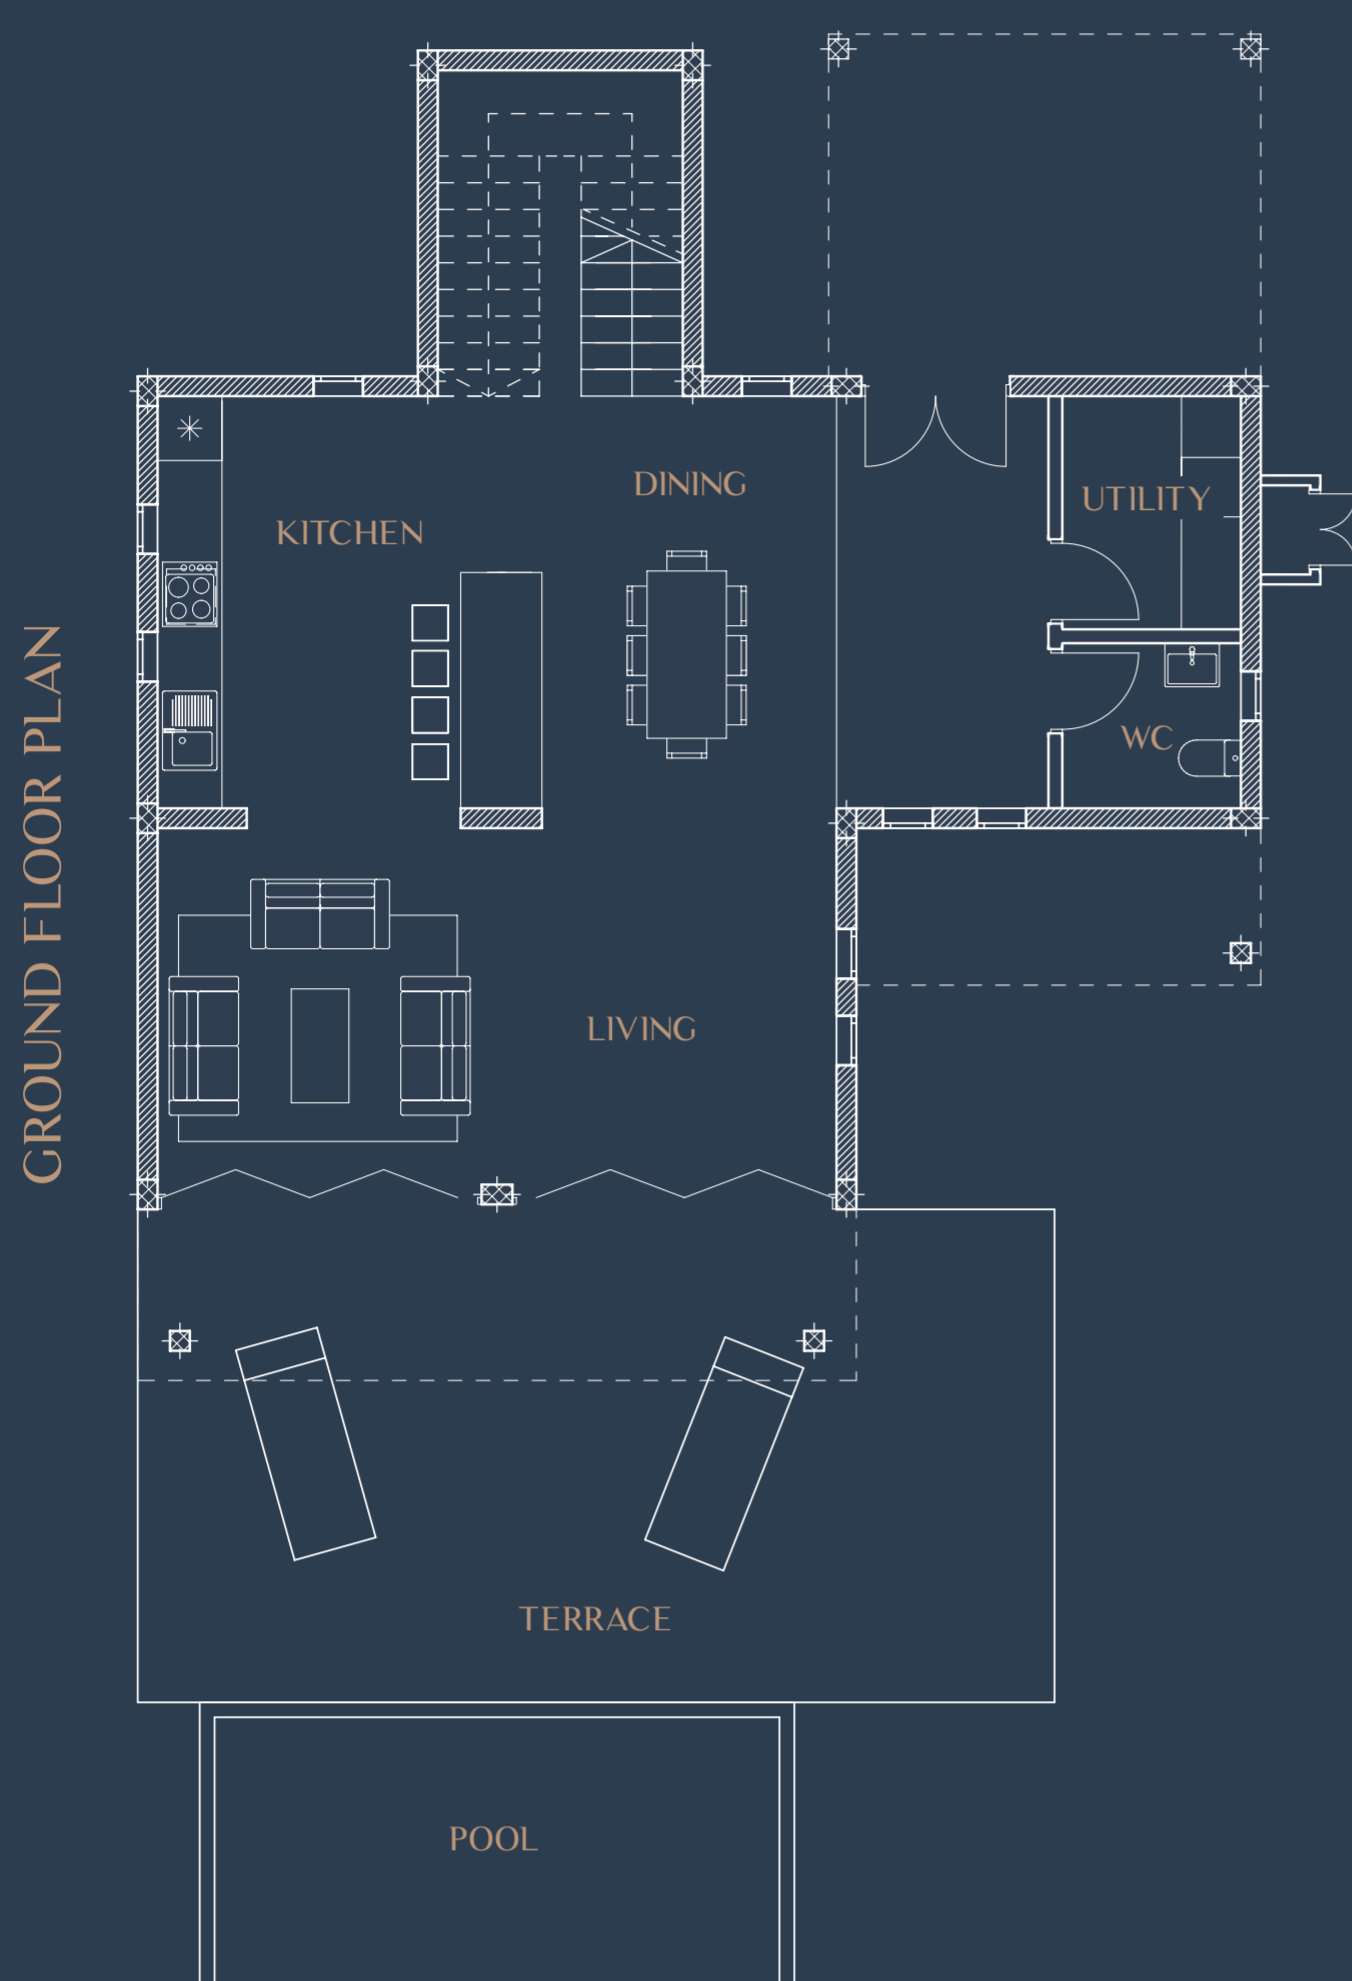 GROUND FLOOR PLAN
DINING
UTILITY
KITCHEN
WC
LIVING
TERRACE
POOL